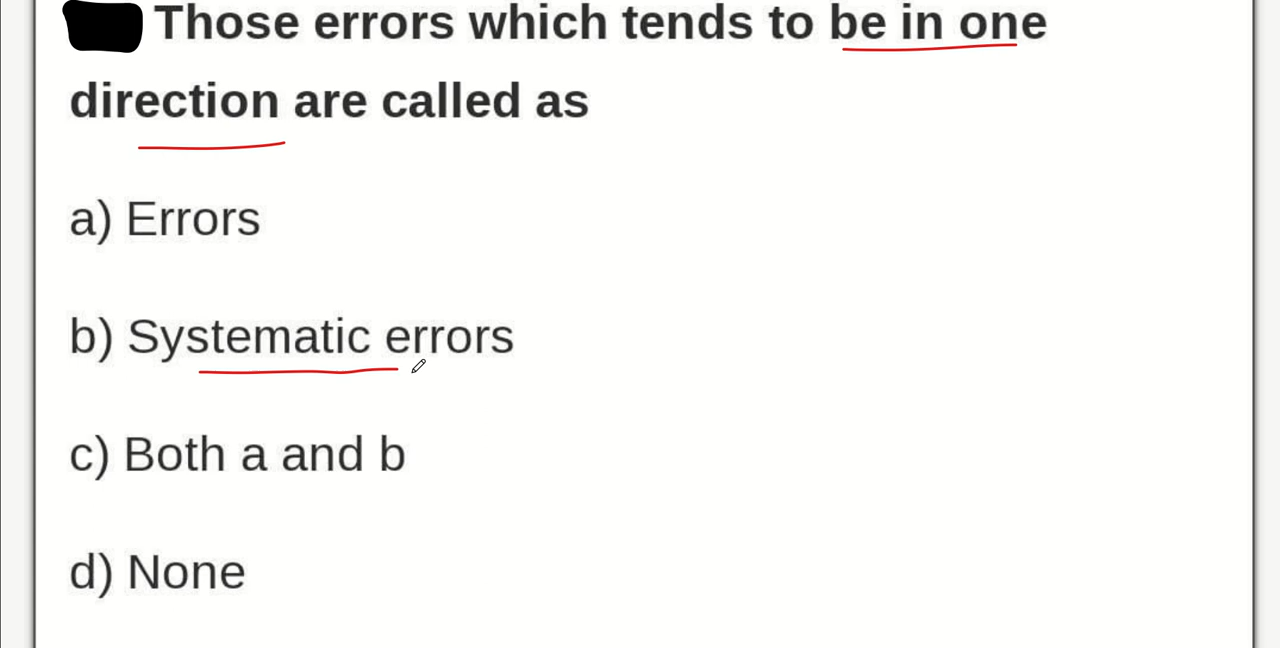 Those errors which tends to be in one
direction are called as
a) Errors
b) Systematic errors
c) Both a and b
d) None